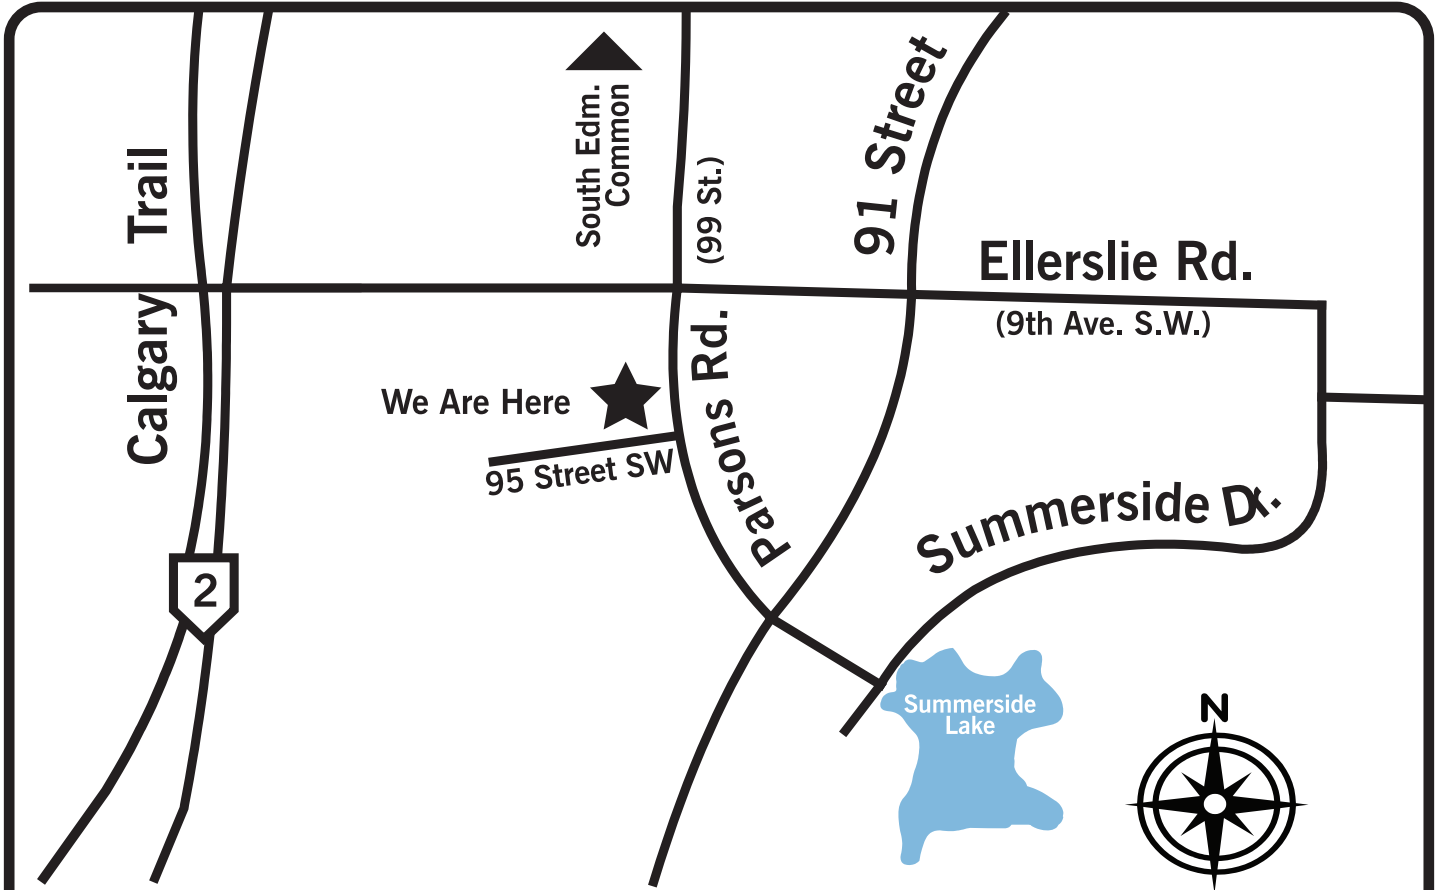 South Edm.
Common
(99 St.)
91 Street
Calgary Trail
Ellerslie Rd.
(9th Ave. S.W.)
We Are Here
Parsons Rd.
95 Street SW
Summerside Dr.
2
Summerside
Lake
N